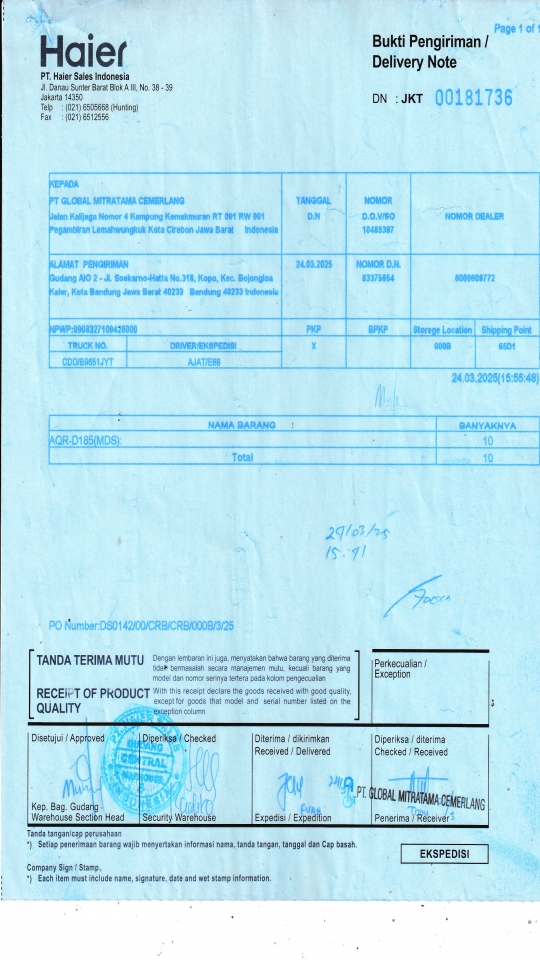 Page 1 of 1
Haier
Bukti Pengiriman /
Delivery Note
PT. Haier Sales Indonesia
Jl. Danau Sunter Barat Blok A III, No. 38 - 39
Jakarta 14350
Telp : (021) 6505668 (Hunting)
Fax : (021) 6512556
DN : JKT 00181736
KEPADA
PT GLOBAL MITRATAMA CEMERLANG
Jalan Kalijaga Nomor 4 Kampung Kemakmuran RT 001 RW 001
Pegambiran Lemahwungkuk Kota Cirebon Jawa Barat Indonesia
TANGGAL
D.N
NOMOR
D.O.V/SO
10485397
NOMOR DEALER
ALAMAT PENGIRIMAN
Gudang AIO 2 - Jl. Soekarno-Hatta No.318, Kopo, Kec. Bojongloa
Kaler, Kota Bandung Jawa Barat 40233 Bandung 40233 Indonesia
24.03.2025
NOMOR D.N.
83375654
6000609772
NPWP:0908327109426000
PKP
BPKP
Storege Location
Shipping Point
TRUCK NO.
DRIVER/EKSPEDISI
X
000B
65D1
CDD/B9651JYT
AJAT/EBB
24.03.2025(15:55:48)
NAMA BARANG :
BANYAKNYA
AQR-D185(MDS):
10
Total
10
15:41
PO Number:DS0142/00/CRB/CRB/000B/3/25
TANDA TERIMA MUTU
Dengan lembaran ini juga, menyatakan bahwa barang yang diterima
tidak bermasalah secara manajemen mutu, kecuali barang yang
model dan nomor serinya tertera pada kolom pengecualian
RECEIPT OF PRODUCT
QUALITY
With this receipt declare the goods received with good quality,
except for goods that model and serial number listed on the
exception column
Perkecualian /
Exception
Disetujui / Approved
Diperiksa / Checked
Diterima / dikirimkan
Received / Delivered
Diperiksa / diterima
Checked / Received
GUDANG
CENTRAL
INDONESIA
PT. GLOBAL MITRATAMA CEMERLANG
Kep. Bag. Gudang
Warehouse Section Head
Security Warehouse
Expedisi / Expedition
Penerima / Receiver
Tanda tangan/cap perusahaan
*) Setiap penerimaan barang wajib menyertakan informasi nama, tanda tangan, tanggal dan Cap basah.
EKSPEDISI
Company Sign / Stamp,
*) Each item must include name, signature, date and wet stamp information.